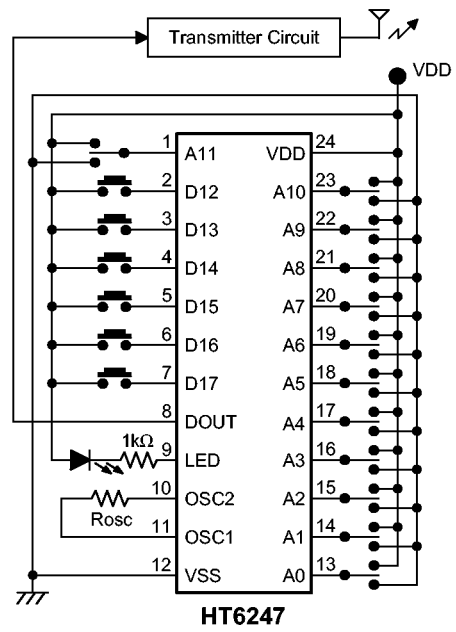 Transmitter Circuit
VDD
1 A11 VDD 24
2 D12 A10 23
3 D13 A9 22
4 D14 A8 21
5 D15 A7 20
6 D16 A6 19
7 D17 A5 18
8 DOUT A4 17
1kΩ 9 LED A3 16
10 OSC2 A2 15
Rosc
11 OSC1 A1 14
12 VSS A0 13
HT6247